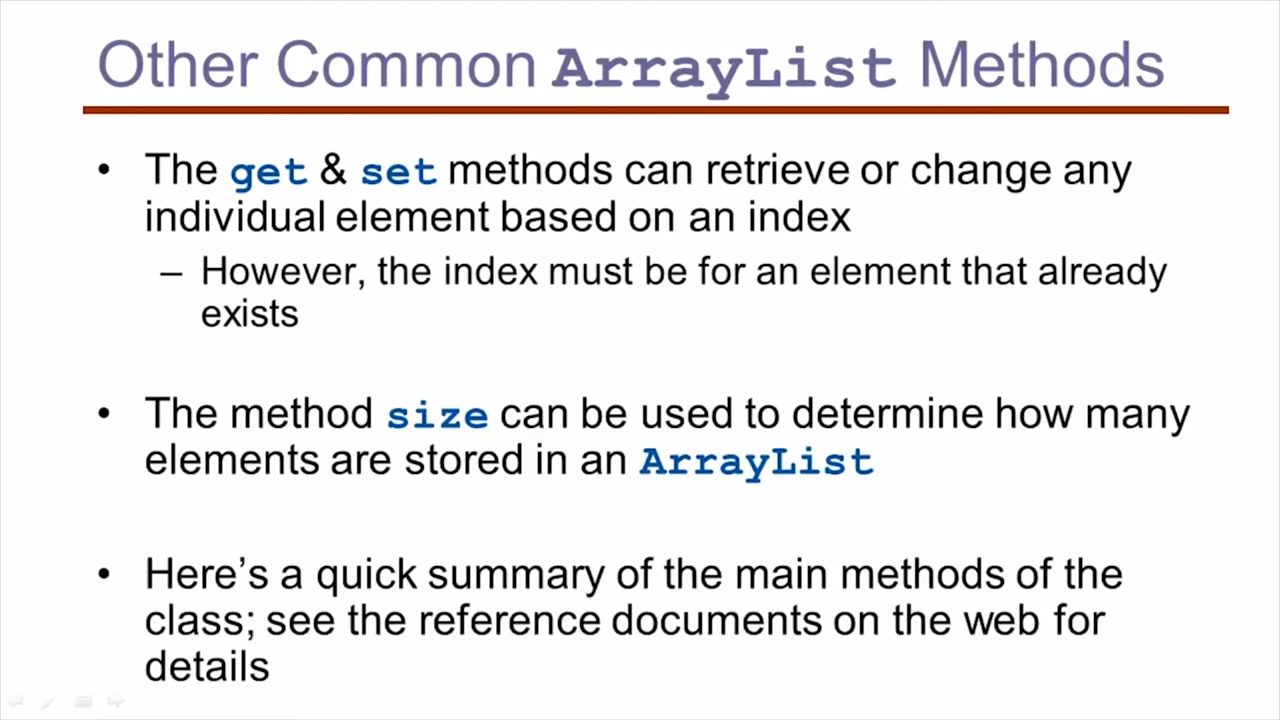 Other Common ArrayList Methods
• The get & set methods can retrieve or change any
individual element based on an index
– However, the index must be for an element that already
exists
• The method size can be used to determine how many
elements are stored in an ArrayList
• Here’s a quick summary of the main methods of the
class; see the reference documents on the web for
details